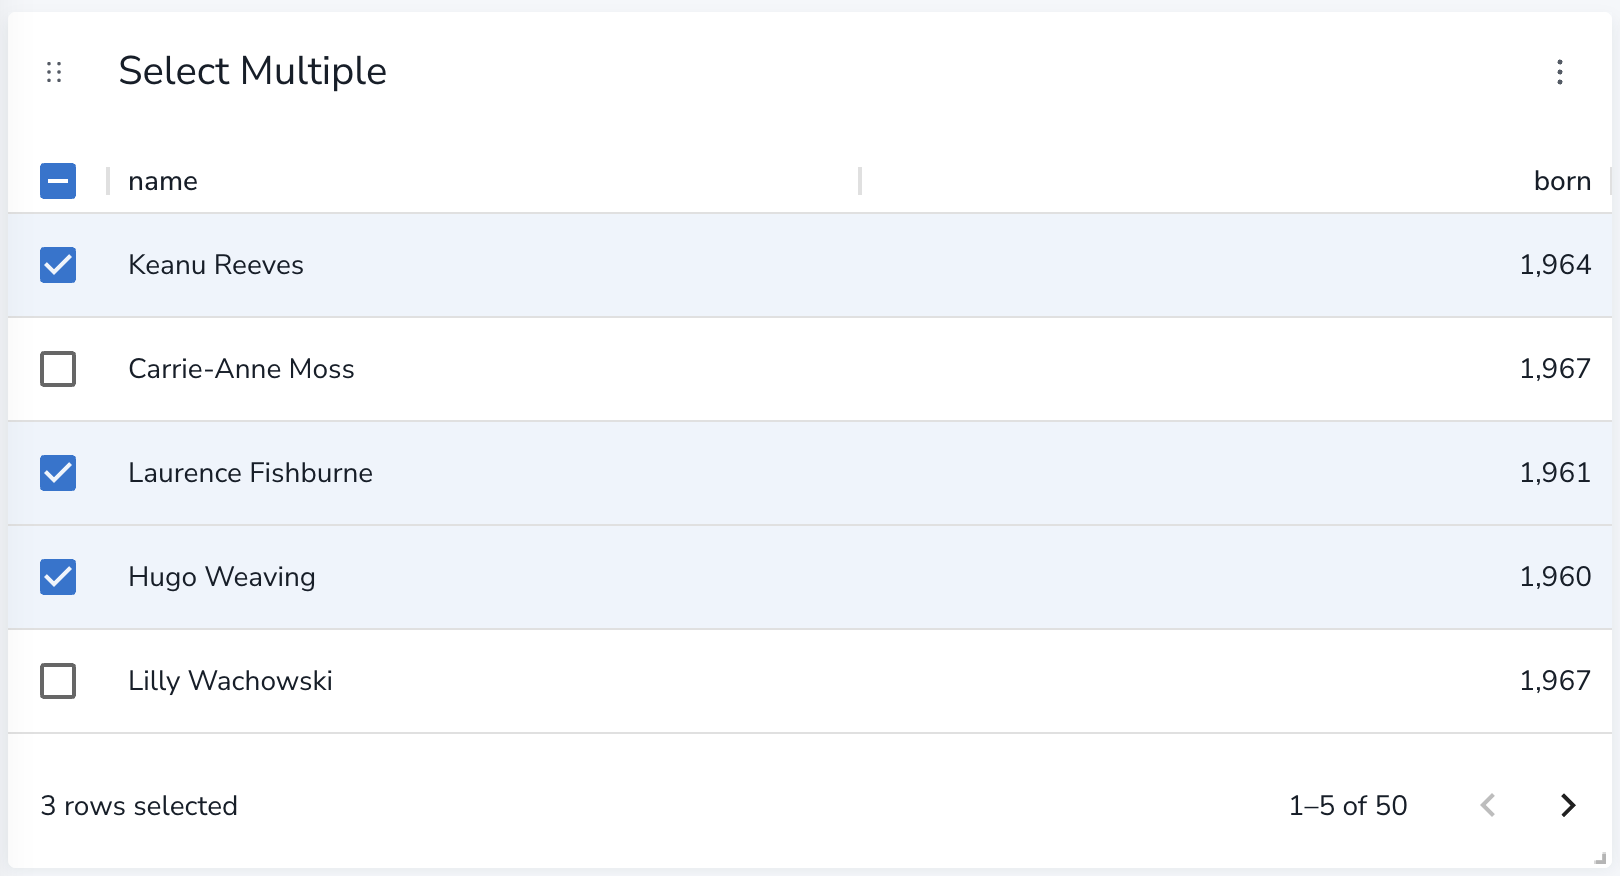 Select Multiple
name born
Keanu Reeves 1,964
Carrie-Anne Moss 1,967
Laurence Fishburne 1,961
Hugo Weaving 1,960
Lilly Wachowski 1,967
3 rows selected 1–5 of 50